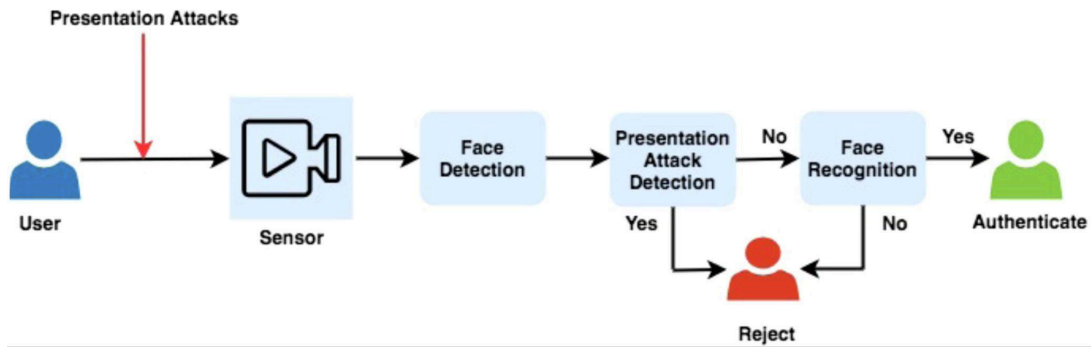 Presentation Attacks
User
Sensor
Face
Detection
Presentation
Attack
Detection
No
Yes
Face
Recognition
Yes
No
Authenticate
Reject